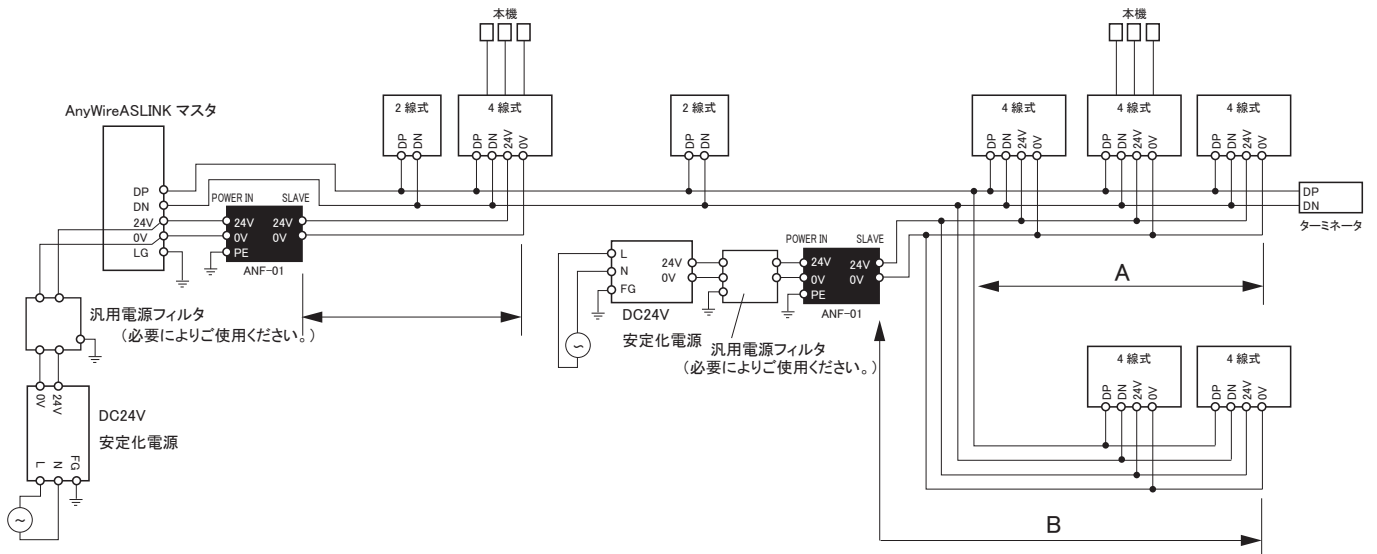 本機
本機
2 線式
4 線式
2 線式
4 線式
4 線式
4 線式
DP
DN
DP
DN
24V
0V
DP
DN
DP
DN
24V
0V
DP
DN
24V
0V
DP
DN
24V
0V
AnyWireASLINK マスタ
DP
DN
24V
0V
LG
POWER IN
SLAVE
24V
0V
PE
24V
0V
ANF-01
DP
DN
ターミネータ
汎用電源フィルタ
（必要によりご使用ください。）
0V
24V
DC24V
安定化電源
L
N
FG
~
L
N
FG
24V
0V
DC24V
安定化電源
~
汎用電源フィルタ
（必要によりご使用ください。）
POWER IN
SLAVE
24V
0V
PE
24V
0V
ANF-01
A
4 線式
4 線式
DP
DN
24V
0V
DP
DN
24V
0V
B